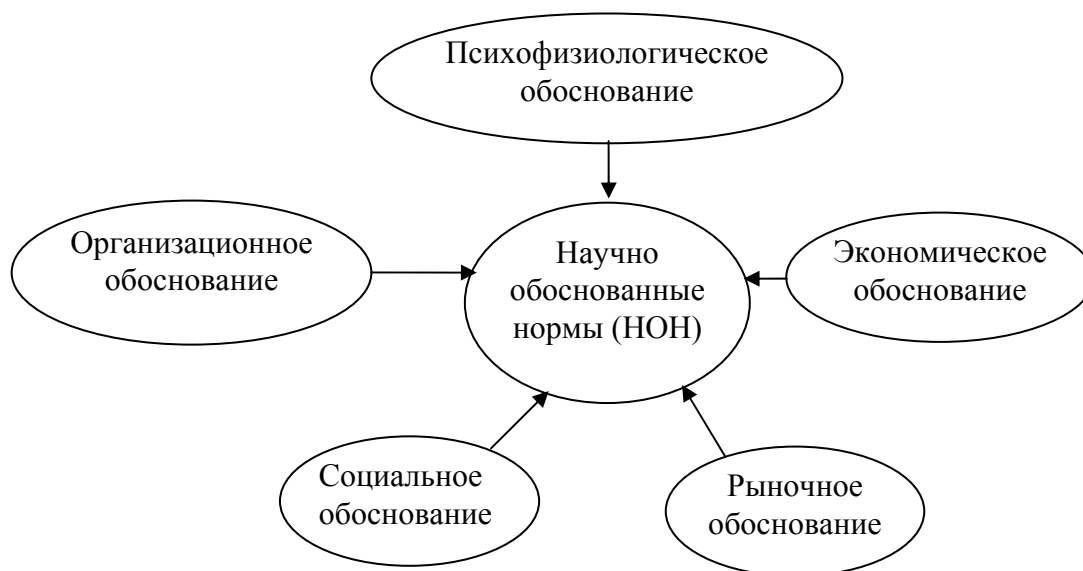 Психофизиологическое
обоснование
Организационное
обоснование
Научно
обоснованные
нормы (НОН)
Экономическое
обоснование
Социальное
обоснование
Рыночное
обоснование